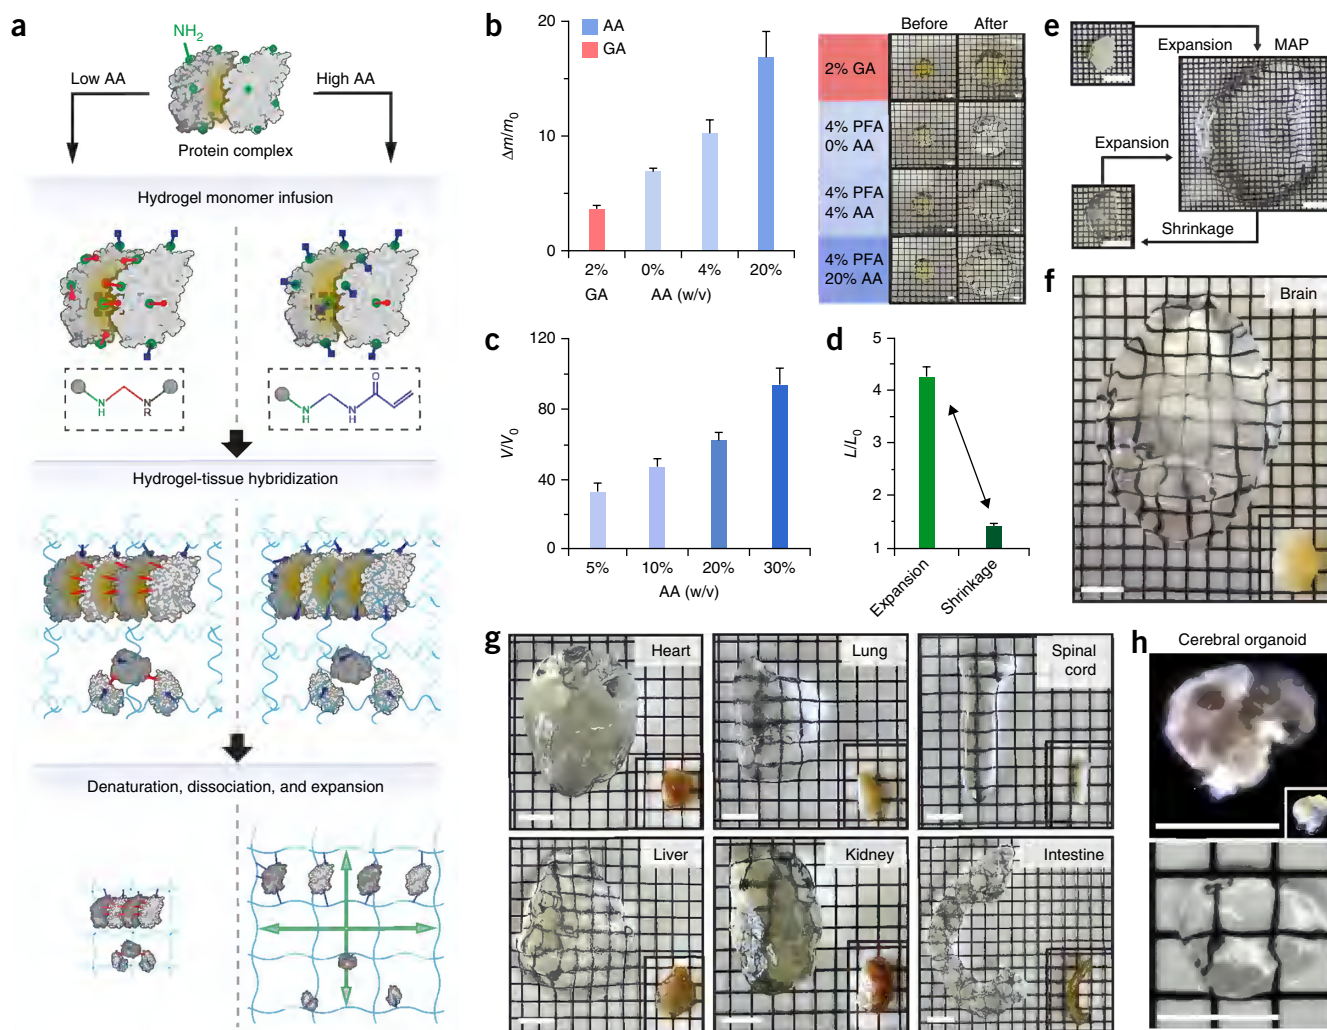 a
NH2
Low AA
High AA
Protein complex
Hydrogel monomer infusion
N
H
N
R
N
H
N
H
O
Hydrogel-tissue hybridization
Denaturation, dissociation, and expansion
b
Δm/m0
20
10
0
AA
GA
2%
0%
4%
20%
GA
AA (w/v)
Before
After
2% GA
4% PFA
0% AA
4% PFA
4% AA
4% PFA
20% AA
c
V/V0
120
80
40
0
5%
10%
20%
30%
AA (w/v)
d
L/L0
5
4
3
2
1
Expansion
Shrinkage
e
Expansion
MAP
Expansion
Shrinkage
f
Brain
g
Heart
Lung
Spinal
cord
Liver
Kidney
Intestine
h
Cerebral organoid